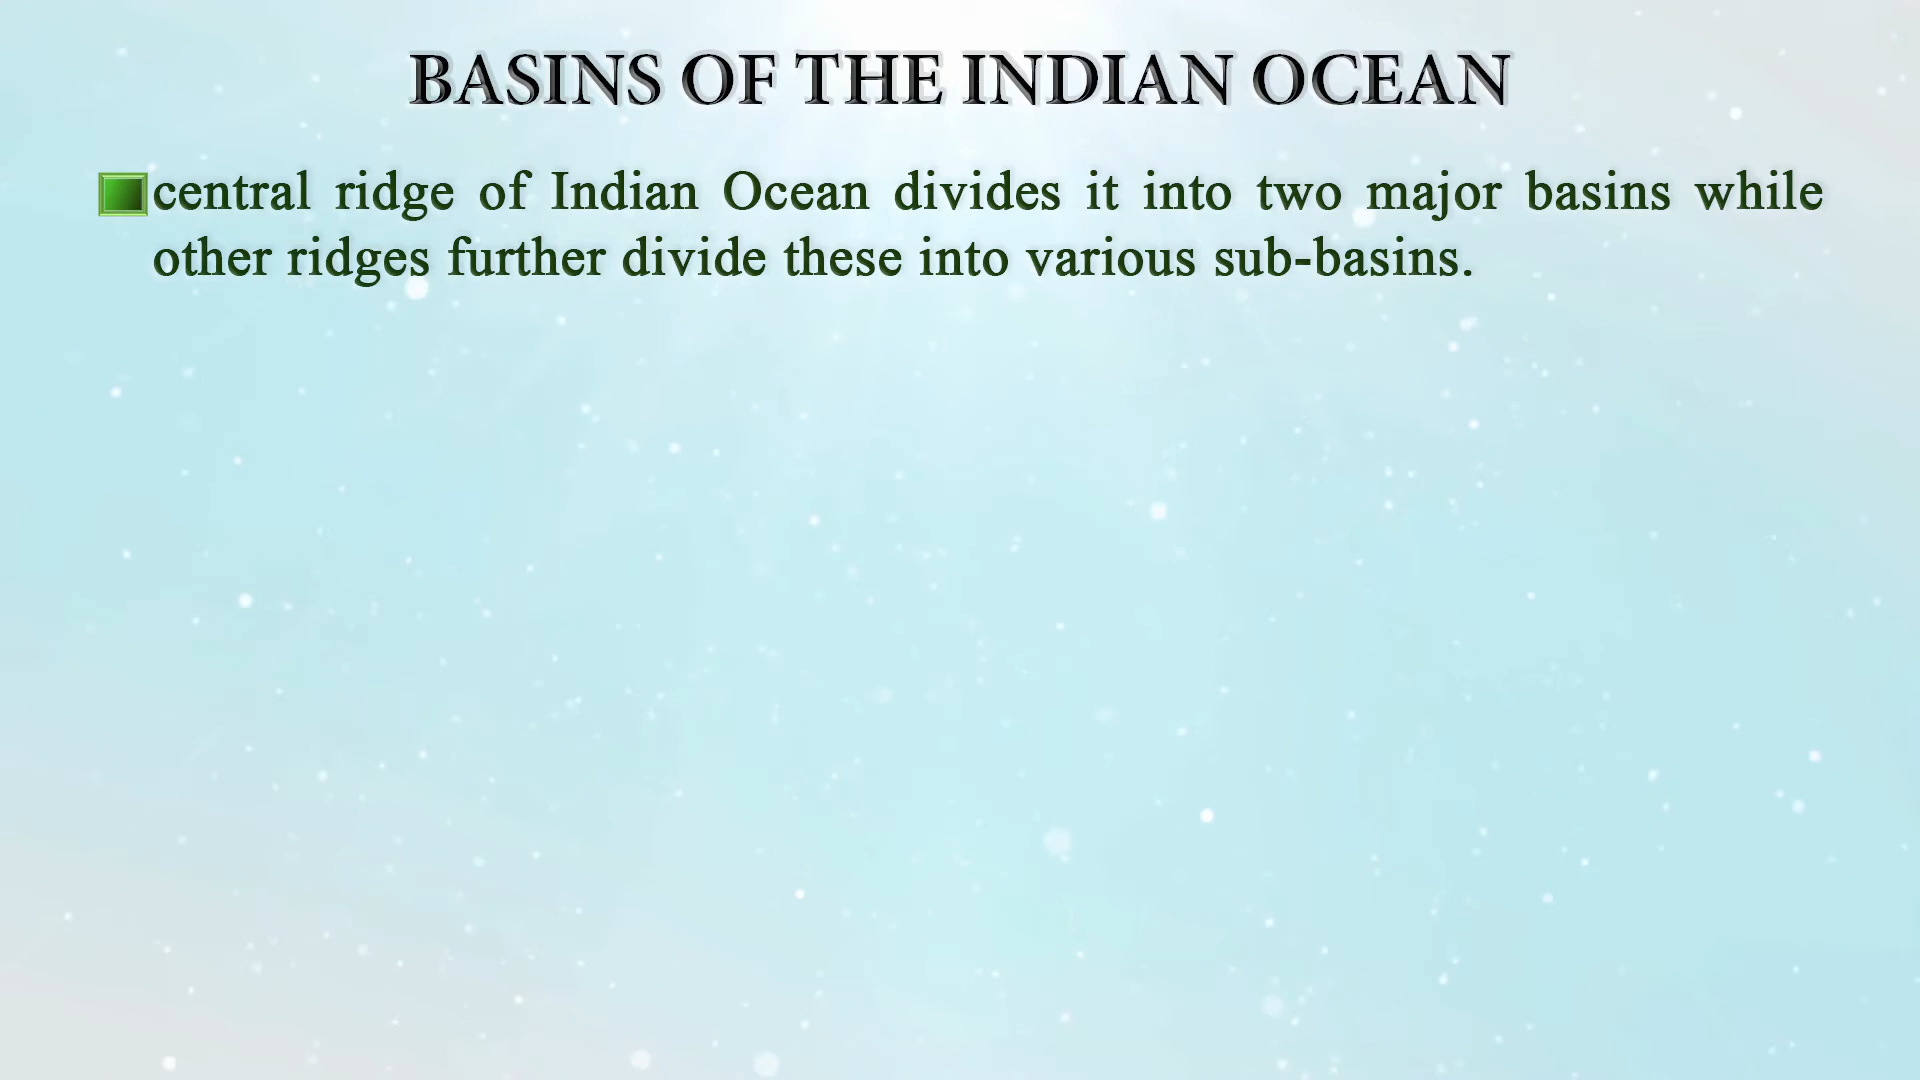 BASINS OF THE INDIAN OCEAN
central ridge of Indian Ocean divides it into two major basins while
other ridges further divide these into various sub-basins.